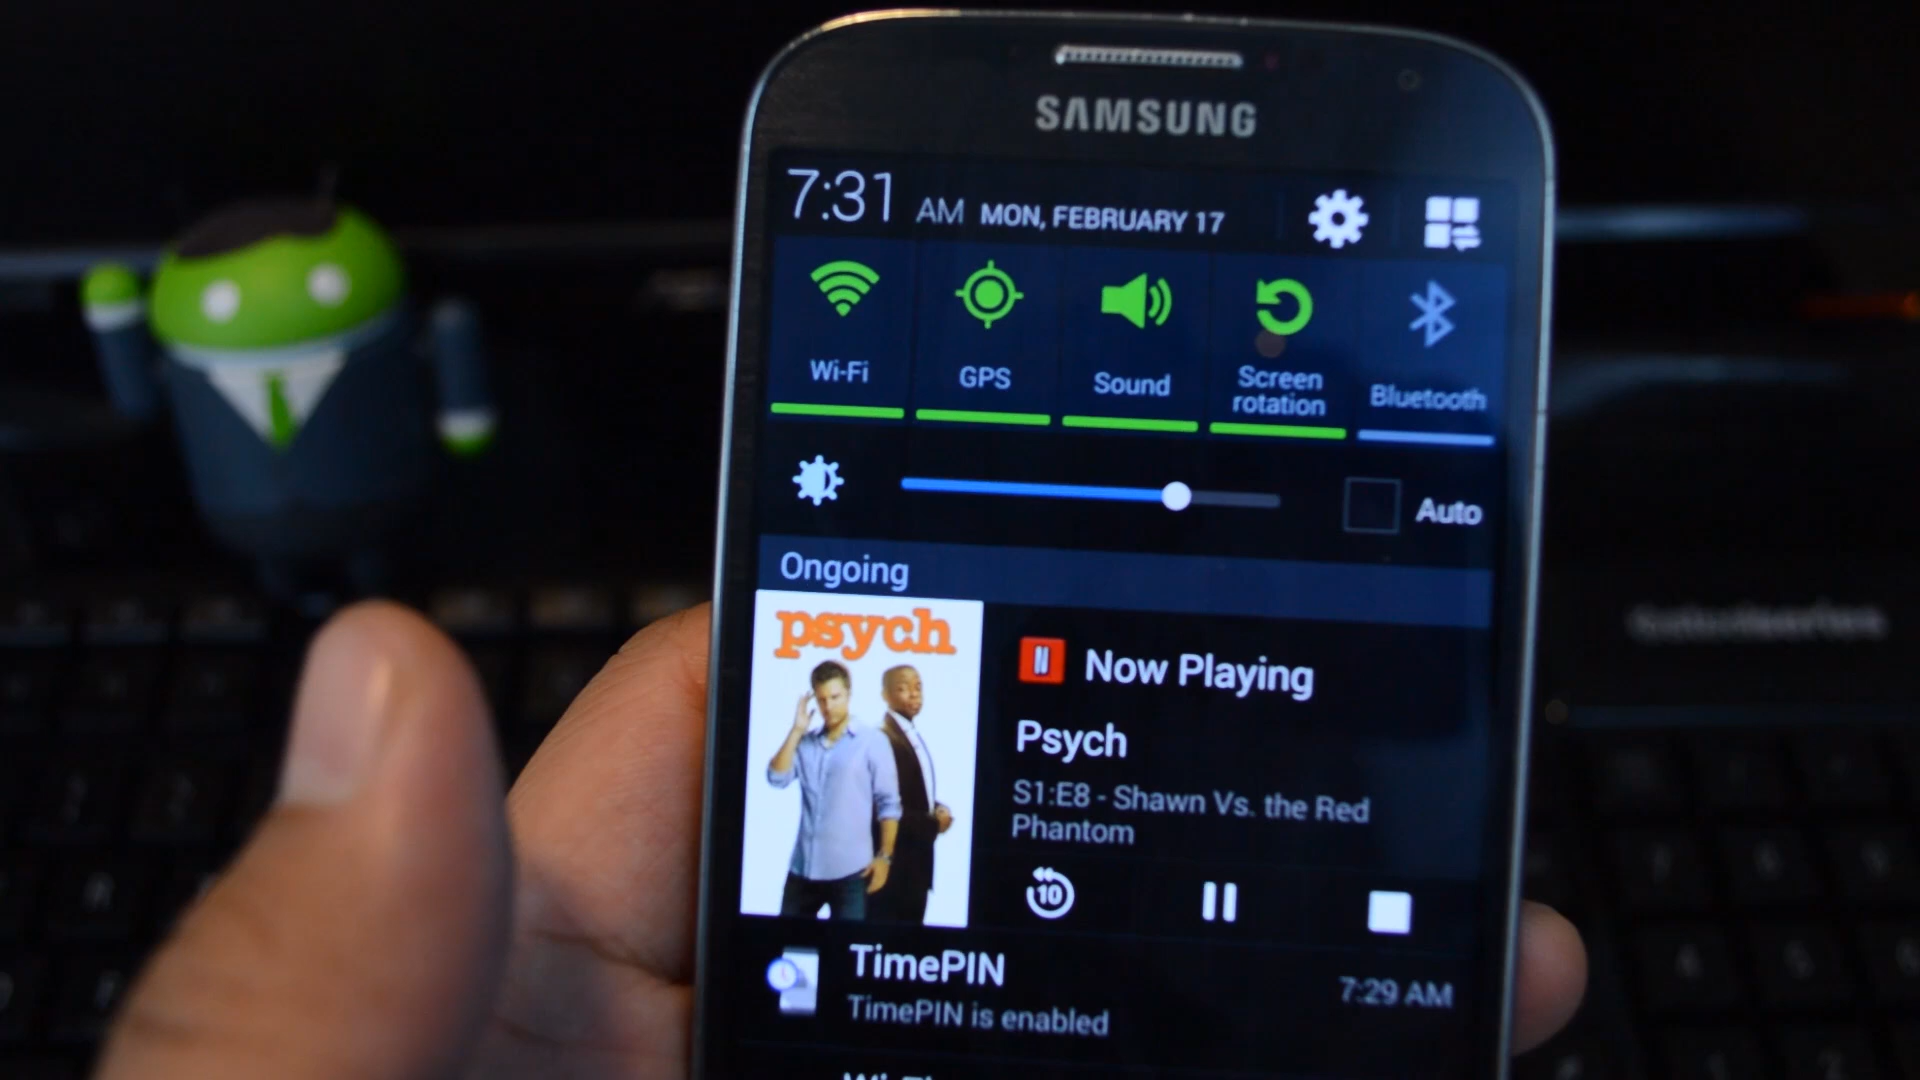 SAMSUNG
7:31 AM MON, FEBRUARY 17
Wi-Fi
GPS
Sound
Screen
rotation
Bluetooth
Auto
Ongoing
psych
Now Playing
Psych
S1:E8 - Shawn Vs. the Red
Phantom
10
TimePIN
7:29 AM
TimePIN is enabled